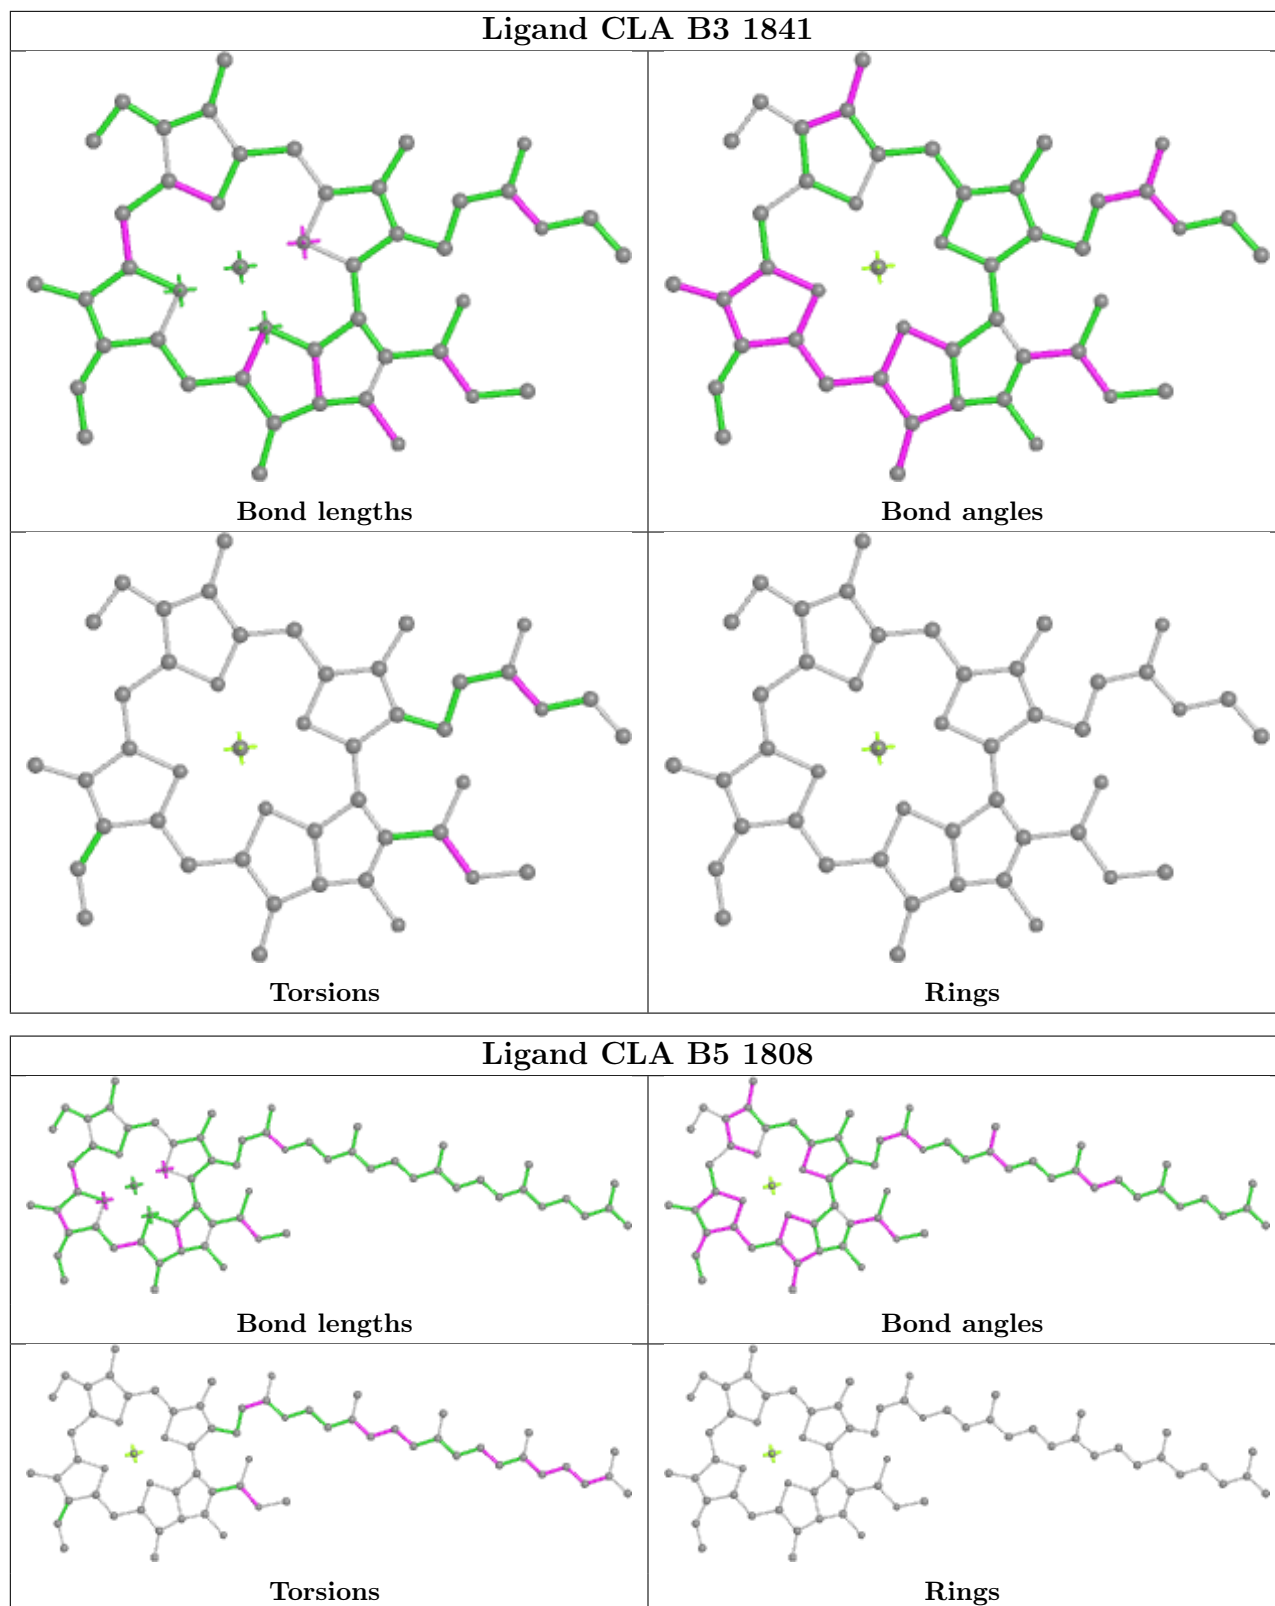 Ligand CLA B3 1841
Bond lengths
Bond angles
Torsions
Rings
Ligand CLA B5 1808
Bond lengths
Bond angles
Torsions
Rings